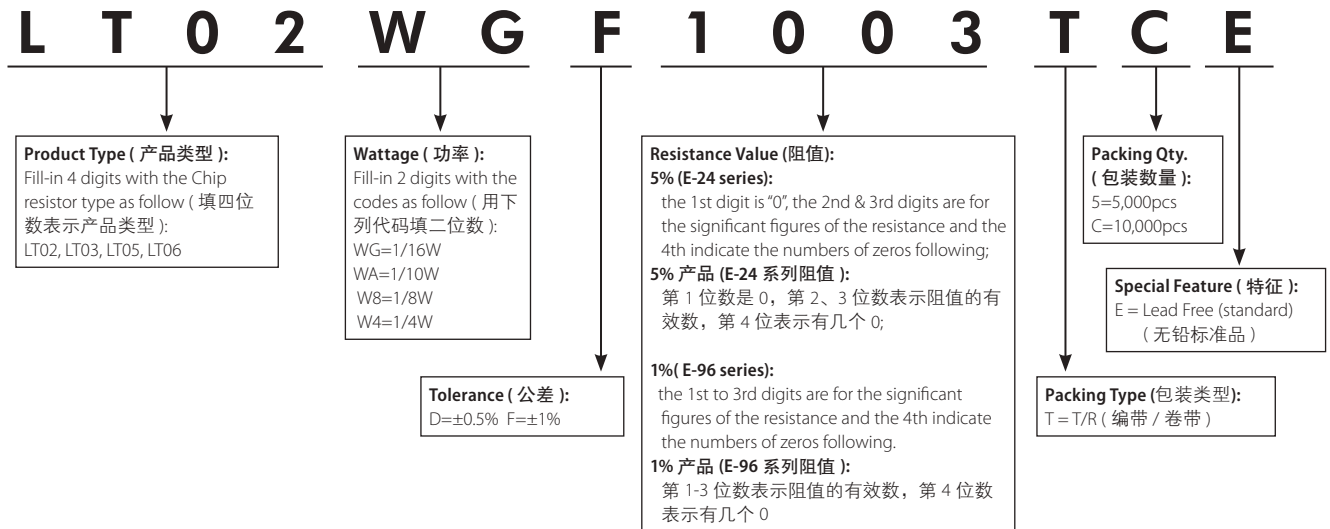 L T 0 2 W G F 1 0 0 3 T C E
Product Type ( 产品类型 ):
Fill-in 4 digits with the Chip
resistor type as follow ( 填四位
数表示产品类型 ):
LT02, LT03, LT05, LT06
Wattage ( 功率 ):
Fill-in 2 digits with the
codes as follow ( 用下
列代码填二位数 ):
WG=1/16W
WA=1/10W
W8=1/8W
W4=1/4W
Tolerance ( 公差 ):
D=±0.5% F=±1%
Resistance Value (阻值):
5% (E-24 series):
the 1st digit is "0", the 2nd & 3rd digits are for
the significant figures of the resistance and the
4th indicate the numbers of zeros following;
5% 产品 (E-24 系列阻值 ):
第 1 位数是 0，第 2、3 位数表示阻值的有
效数，第 4 位表示有几个 0;
1%( E-96 series):
the 1st to 3rd digits are for the significant
figures of the resistance and the 4th indicate
the numbers of zeros following.
1% 产品 (E-96 系列阻值 ):
第 1-3 位数表示阻值的有效数，第 4 位数
表示有几个 0
Packing Qty.
( 包装数量 ):
5=5,000pcs
C=10,000pcs
Special Feature ( 特征 ):
E = Lead Free (standard)
( 无铅标准品 )
Packing Type (包装类型):
T = T/R ( 编带 / 卷带 )